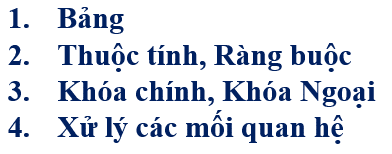 1. Bảng
2. Thuộc tính, Ràng buộc
3. Khóa chính, Khóa Ngoại
4. Xử lý các mối quan hệ